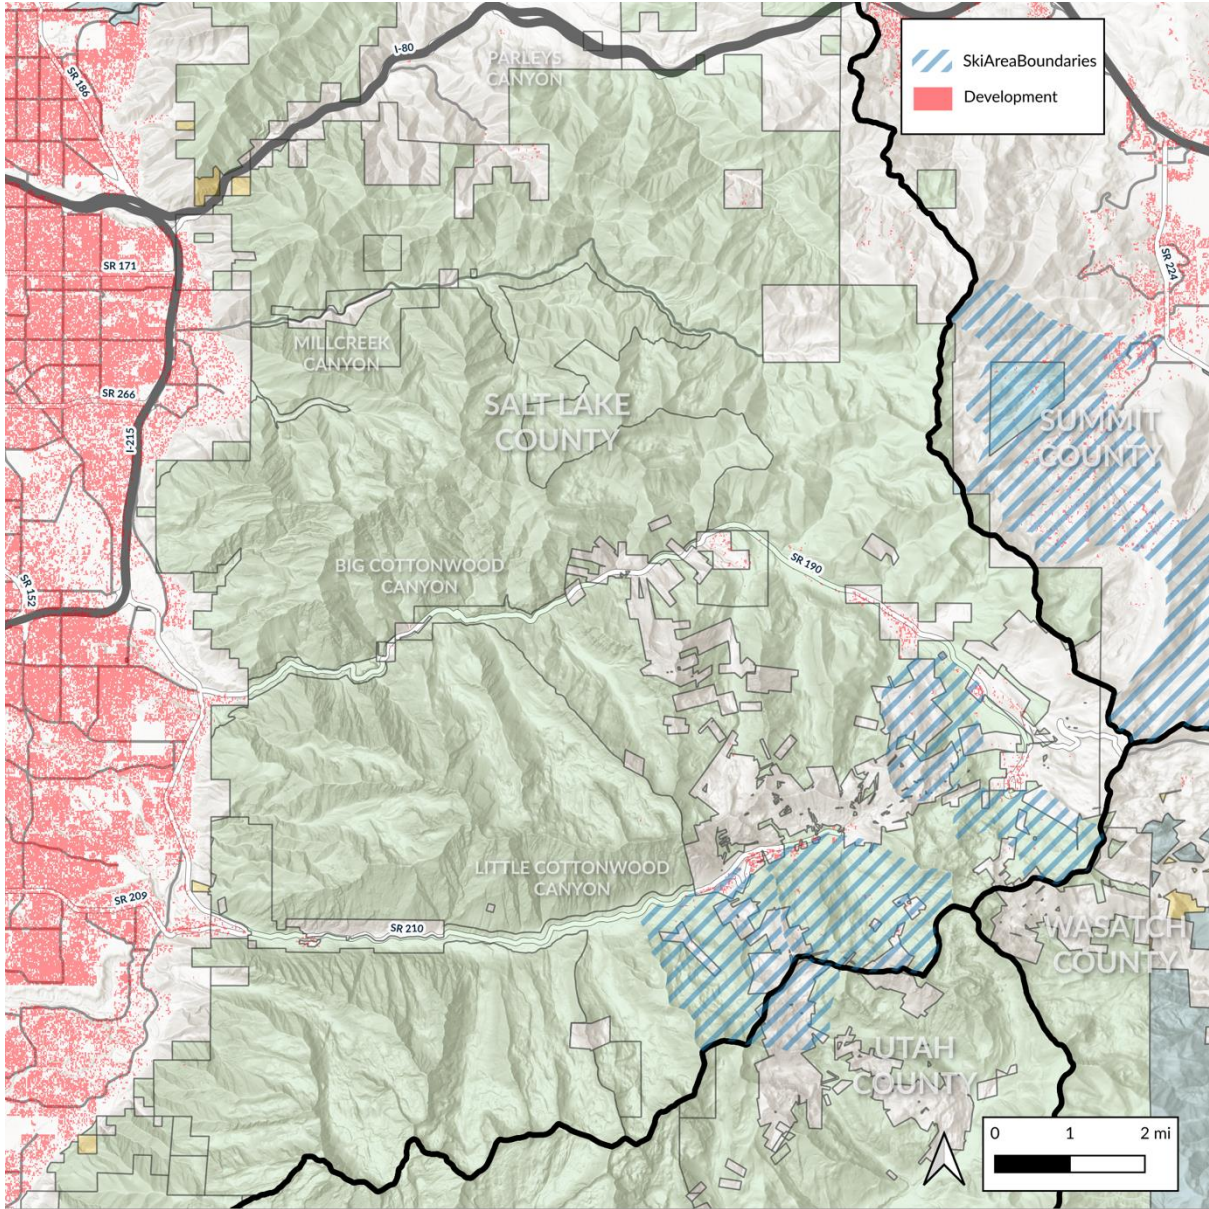 I-80
PARLEYS
CANYON
SkiAreaBoundaries
Development
SR 186
SR 171
SR 224
MILLCREEK
CANYON
SR 266
SALT LAKE
COUNTY
SUMMIT
COUNTY
I-215
BIG COTTONWOOD
CANYON
SR 190
SR 152
LITTLE COTTONWOOD
CANYON
SR 209
SR 210
WASATCH
COUNTY
UTAH
COUNTY
0 1 2 mi